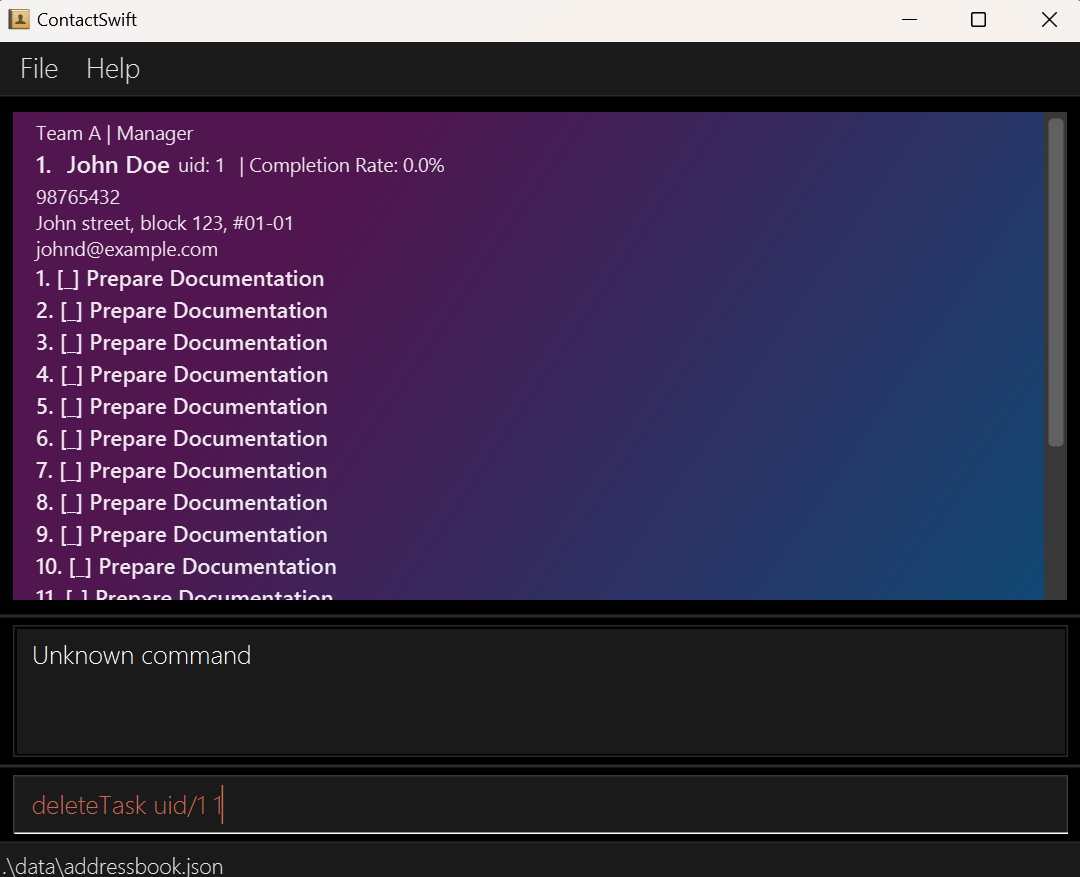 ContactSwift
File Help
Team A | Manager
1. John Doe uid: 1 | Completion Rate: 0.0%
98765432
John street, block 123, #01-01
johnd@example.com
1. [_] Prepare Documentation
2. [_] Prepare Documentation
3. [_] Prepare Documentation
4. [_] Prepare Documentation
5. [_] Prepare Documentation
6. [_] Prepare Documentation
7. [_] Prepare Documentation
8. [_] Prepare Documentation
9. [_] Prepare Documentation
10. [_] Prepare Documentation
11. [_] Prepare Documentation
Unknown command
deleteTask uid/1 1
.\data\addressbook.json